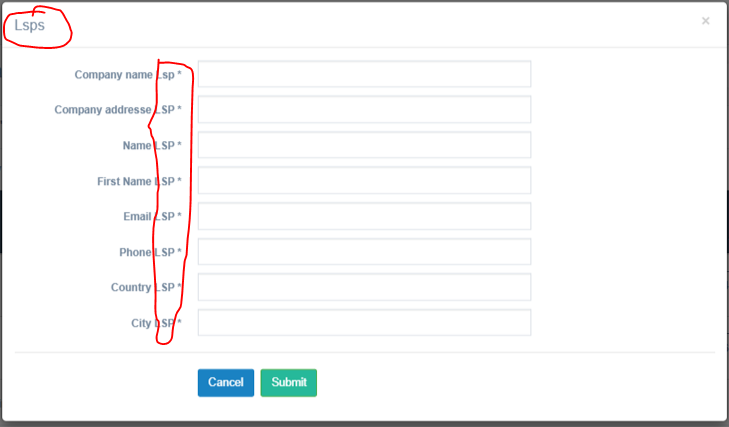 Lsps ×
Company name Lsp *
Company addresse LSP *
Name LSP *
First Name LSP *
Email LSP *
Phone LSP *
Country LSP *
City LSP *
Cancel Submit